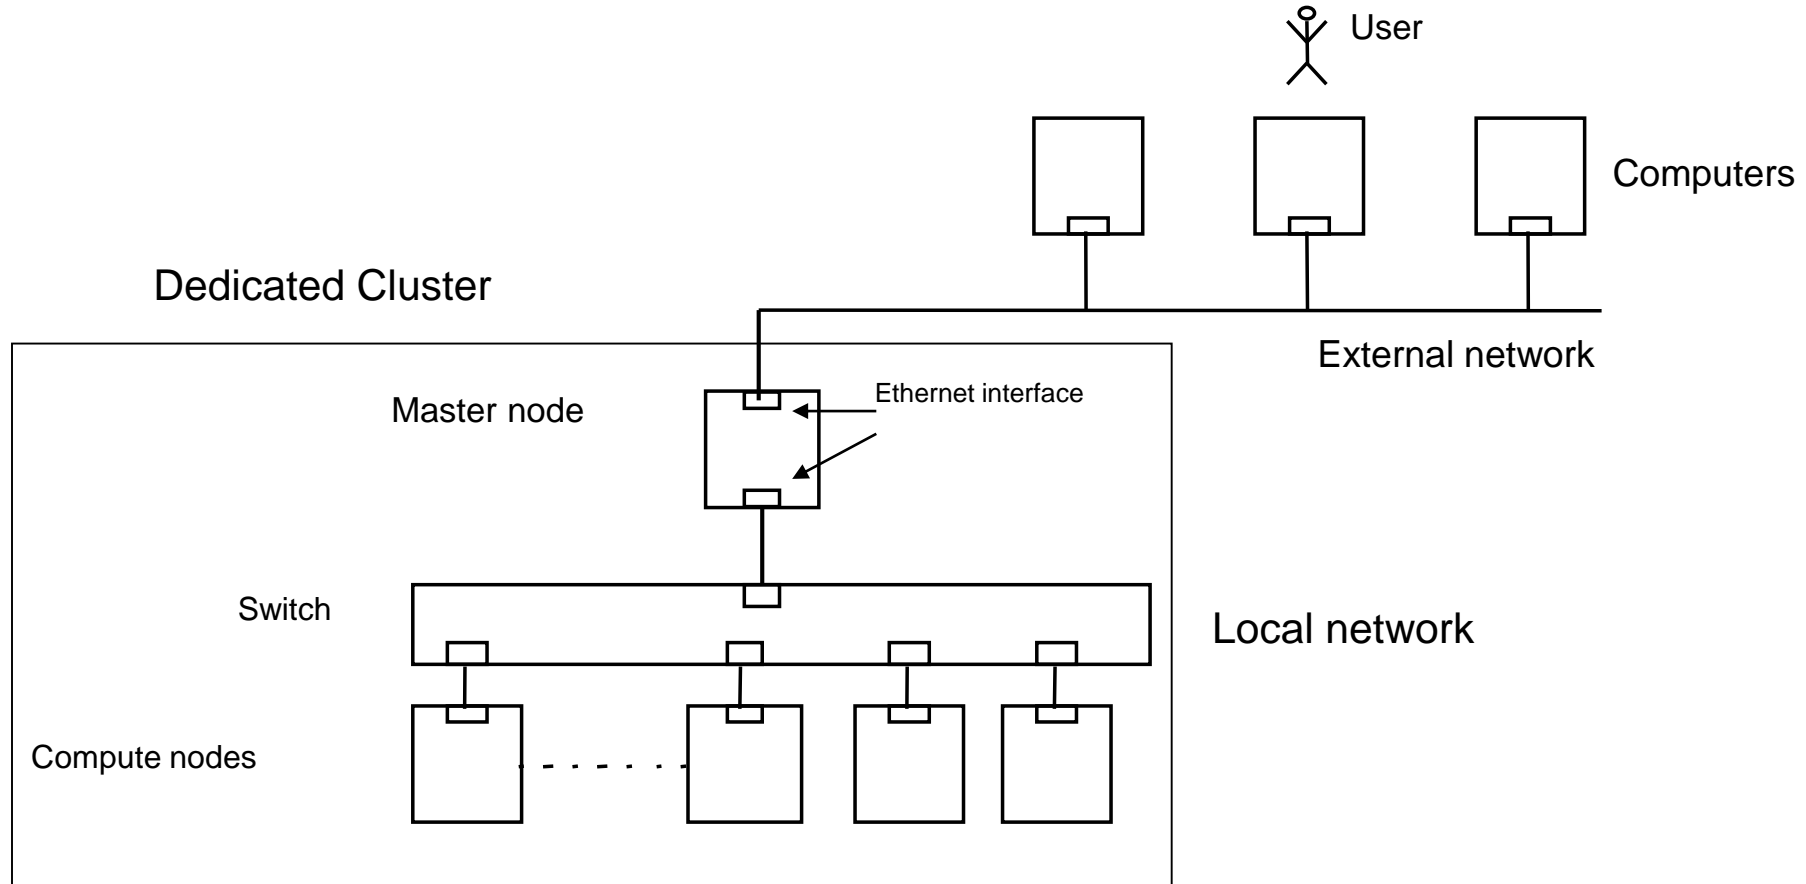 User
Computers
Dedicated Cluster
External network
Ethernet interface
Master node
Switch
Local network
Compute nodes